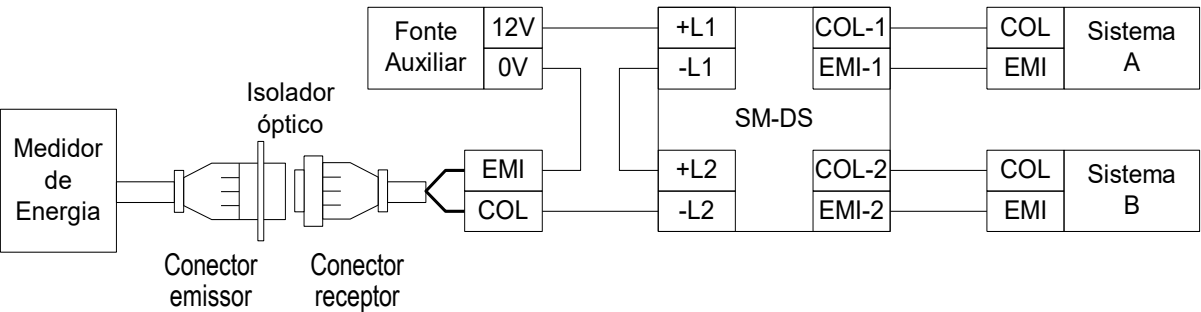 Fonte
Auxiliar
12V
0V
+L1
-L1
COL-1
EMI-1
COL
EMI
Sistema
A
Isolador
óptico
SM-DS
Medidor
de
Energia
EMI
COL
+L2
-L2
COL-2
EMI-2
COL
EMI
Sistema
B
Conector
emissor
Conector
receptor